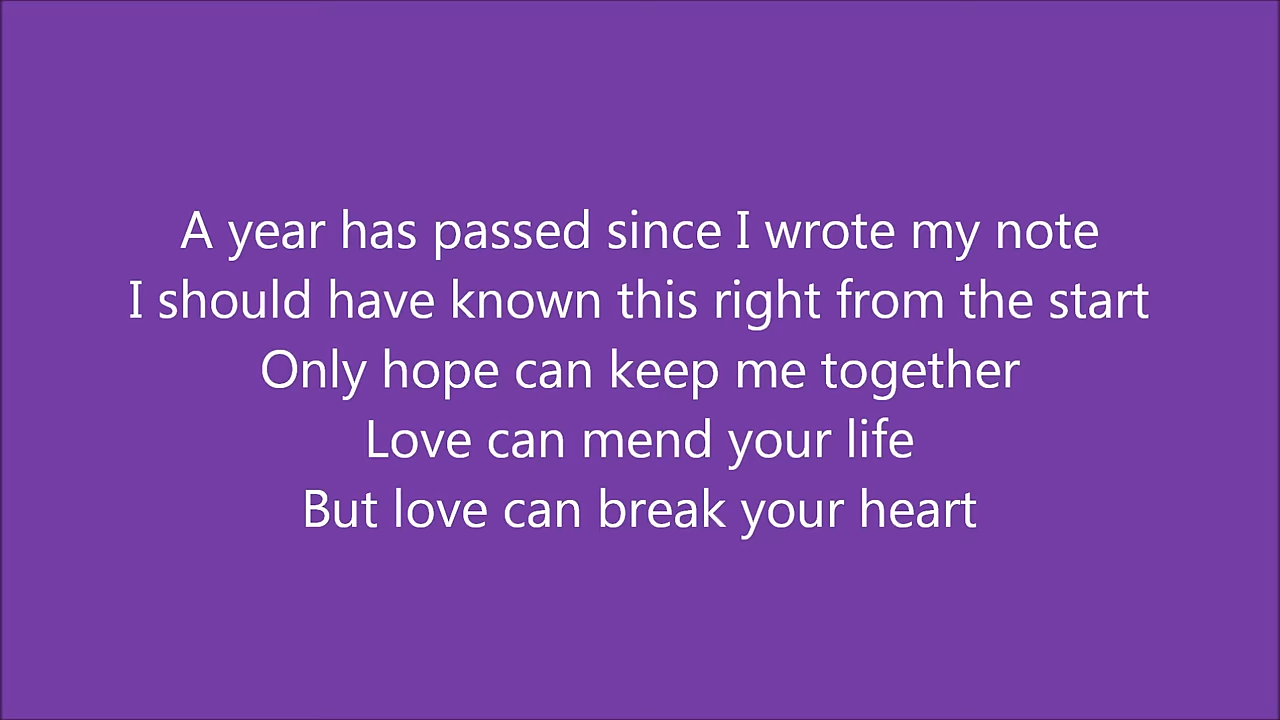 A year has passed since I wrote my note
I should have known this right from the start
Only hope can keep me together
Love can mend your life
But love can break your heart